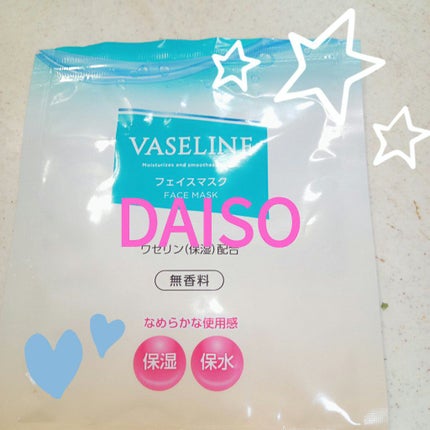 VASELINE
Moisturizes and smoothes
フェイスマスク
FACE MASK
DAISO
ワセリン(保湿)配合
無香料
なめらかな使用感
保湿 保水